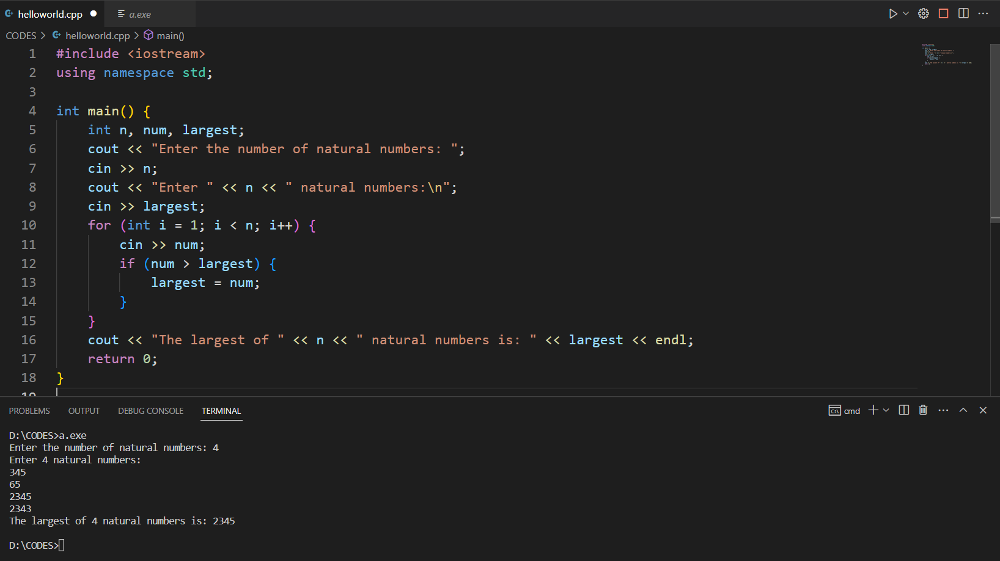 helloworld.cpp a.exe
CODES > helloworld.cpp > main()
1 #include <iostream>
2 using namespace std;
3
4 int main() {
5     int n, num, largest;
6     cout << "Enter the number of natural numbers: ";
7     cin >> n;
8     cout << "Enter " << n << " natural numbers:\n";
9     cin >> largest;
10     for (int i = 1; i < n; i++) {
11         cin >> num;
12         if (num > largest) {
13             largest = num;
14         }
15     }
16     cout << "The largest of " << n << " natural numbers is: " << largest << endl;
17     return 0;
18 }
19
PROBLEMS OUTPUT DEBUG CONSOLE TERMINAL cmd
D:\CODES>a.exe
Enter the number of natural numbers: 4
Enter 4 natural numbers:
345
65
2345
2343
The largest of 4 natural numbers is: 2345
D:\CODES>